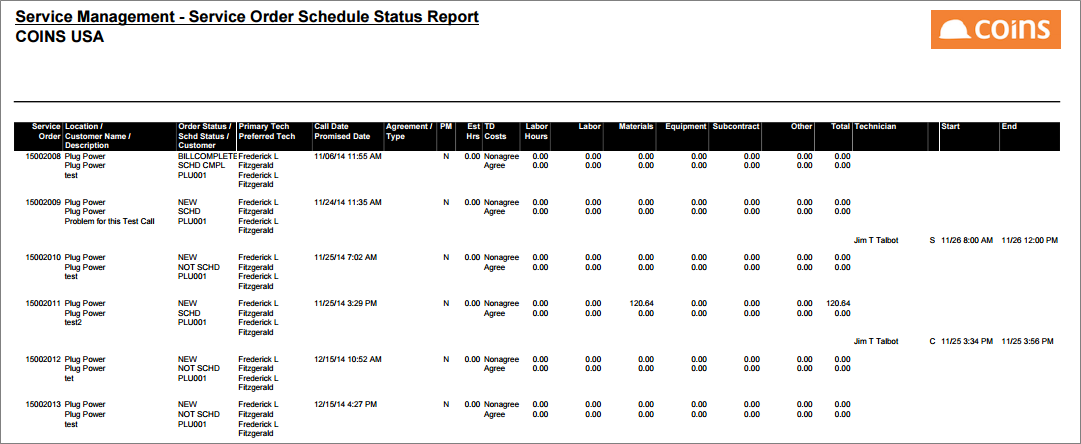 Service Management - Service Order Schedule Status Report
COINS USA
coins
Service Location / Order Status / Primary Tech Call Date Agreement / PM Est TD Labor Labor Materials Equipment Subcontract Other Total Technician Start End
Order Customer Name / Schd Status / Preferred Tech Promised Date Type Hrs Costs Hours
Description Customer
15002008 Plug Power BILLCOMPLETE Frederick L 11/06/14 11:55 AM N 0.00 Nonagree 0.00 0.00 0.00 0.00 0.00 0.00 0.00
Plug Power SCHD CMPL Fitzgerald Agree 0.00 0.00 0.00 0.00 0.00 0.00 0.00
test PLU001 Frederick L
Fitzgerald
15002009 Plug Power NEW Frederick L 11/24/14 11:35 AM N 0.00 Nonagree 0.00 0.00 0.00 0.00 0.00 0.00 0.00
Plug Power SCHD Fitzgerald Agree 0.00 0.00 0.00 0.00 0.00 0.00 0.00
Problem for this Test Call PLU001 Frederick L
Fitzgerald
Jim T Talbot S 11/26 8:00 AM 11/26 12:00 PM
15002010 Plug Power NEW Frederick L 11/25/14 7:02 AM N 0.00 Nonagree 0.00 0.00 0.00 0.00 0.00 0.00 0.00
Plug Power NOT SCHD Fitzgerald Agree 0.00 0.00 0.00 0.00 0.00 0.00 0.00
test PLU001 Frederick L
Fitzgerald
15002011 Plug Power NEW Frederick L 11/25/14 3:29 PM N 0.00 Nonagree 0.00 0.00 120.64 0.00 0.00 0.00 120.64
Plug Power SCHD Fitzgerald Agree 0.00 0.00 0.00 0.00 0.00 0.00 0.00
test2 PLU001 Frederick L
Fitzgerald
Jim T Talbot C 11/25 3:34 PM 11/25 3:56 PM
15002012 Plug Power NEW Frederick L 12/15/14 10:52 AM N 0.00 Nonagree 0.00 0.00 0.00 0.00 0.00 0.00 0.00
Plug Power NOT SCHD Fitzgerald Agree 0.00 0.00 0.00 0.00 0.00 0.00 0.00
tet PLU001 Frederick L
Fitzgerald
15002013 Plug Power NEW Frederick L 12/15/14 4:27 PM N 0.00 Nonagree 0.00 0.00 0.00 0.00 0.00 0.00 0.00
Plug Power NOT SCHD Fitzgerald Agree 0.00 0.00 0.00 0.00 0.00 0.00 0.00
test PLU001 Frederick L
Fitzgerald